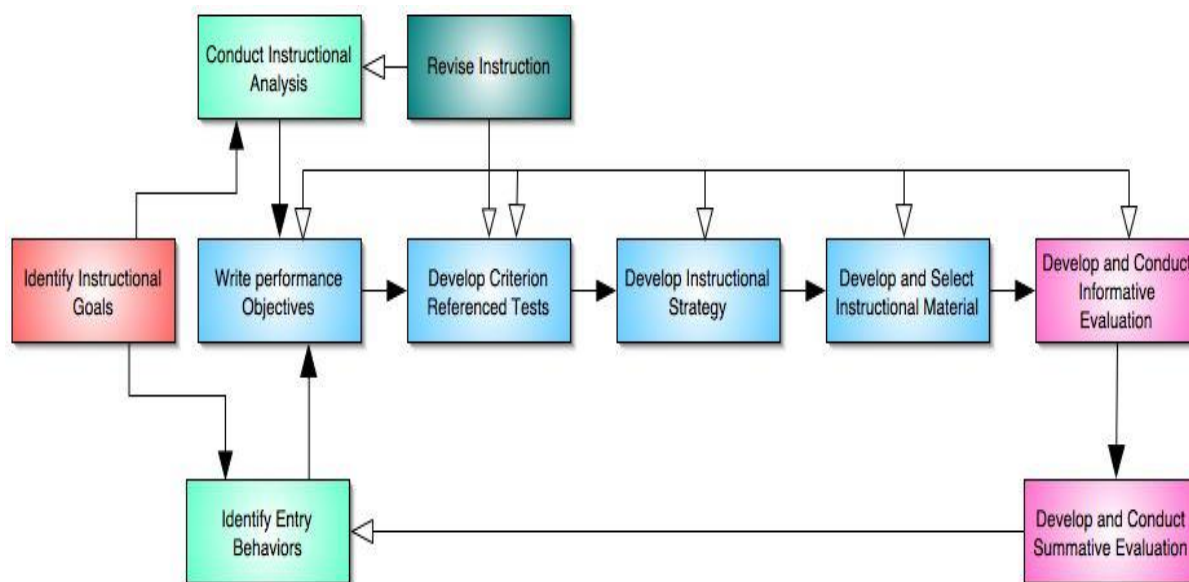 Conduct Instructional
Analysis
Revise Instruction
Identify Instructional
Goals
Write performance
Objectives
Develop Criterion
Referenced Tests
Develop Instructional
Strategy
Develop and Select
Instructional Material
Develop and Conduct
Informative
Evaluation
Identify Entry
Behaviors
Develop and Conduct
Summative Evaluation